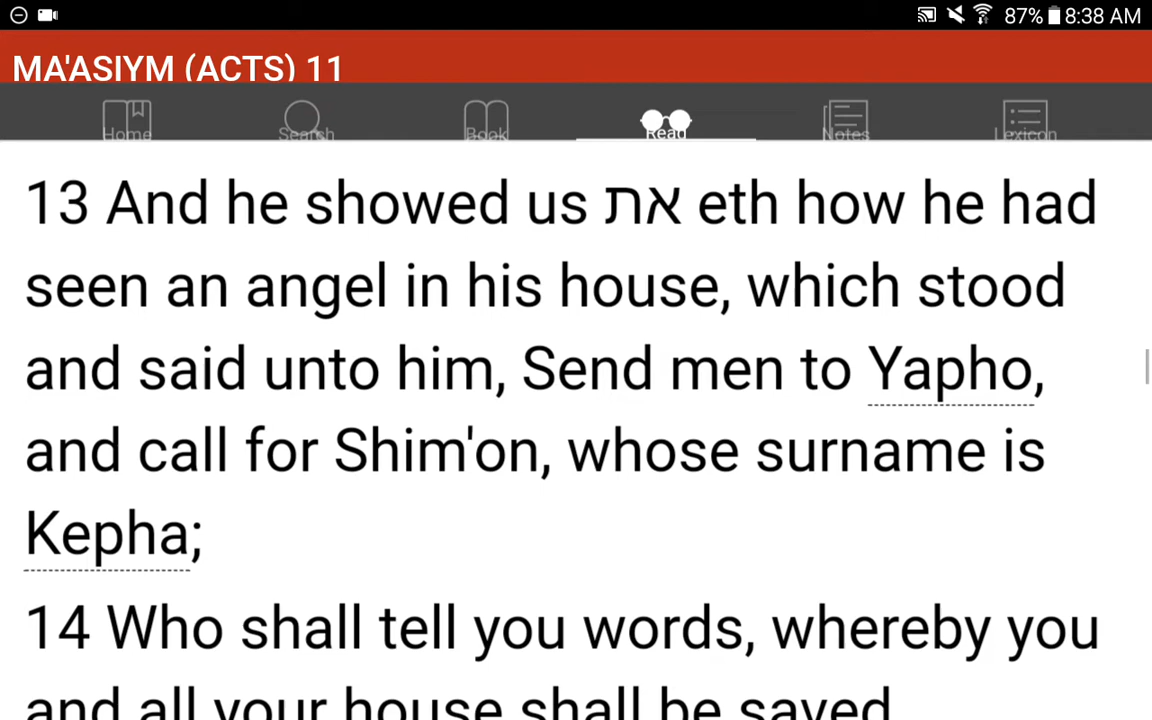 87% 8:38 AM
MA'ASIYM (ACTS) 11
Home Search Book Read Notes Lexicon
13 And he showed us את eth how he had
seen an angel in his house, which stood
and said unto him, Send men to Yapho,
and call for Shim'on, whose surname is
Kepha;
14 Who shall tell you words, whereby you
and all your house shall be saved